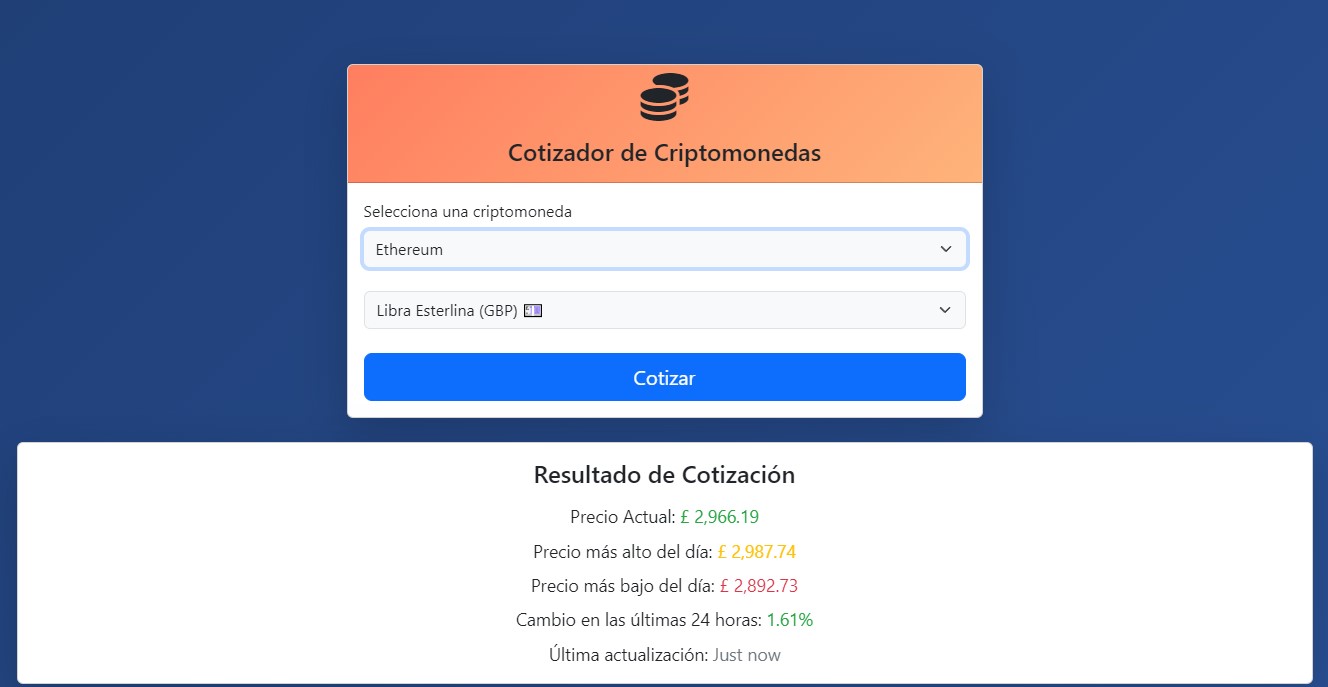 Cotizador de Criptomonedas
Selecciona una criptomoneda
Ethereum
Libra Esterlina (GBP) 💷
Cotizar
Resultado de Cotización
Precio Actual: £ 2,966.19
Precio más alto del día: £ 2,987.74
Precio más bajo del día: £ 2,892.73
Cambio en las últimas 24 horas: 1.61%
Última actualización: Just now